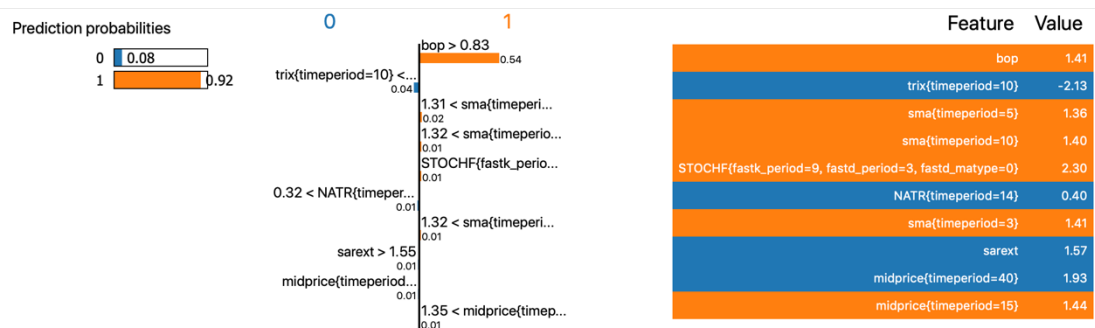 Prediction probabilities
0 0.08
1 0.92
0 1
bop > 0.83
0.54
trix{timeperiod=10} <...
0.04
1.31 < sma{timeperi...
0.02
1.32 < sma{timeperio...
0.01
STOCHF{fastk_perio...
0.01
0.32 < NATR{timeper...
0.01
1.32 < sma{timeperi...
0.01
sarext > 1.55
0.01
midprice{timeperiod...
0.01
1.35 < midprice{timep...
0.01
Feature Value
bop 1.41
trix{timeperiod=10} -2.13
sma{timeperiod=5} 1.36
sma{timeperiod=10} 1.40
STOCHF{fastk_period=9, fastd_period=3, fastd_matype=0} 2.30
NATR{timeperiod=14} 0.40
sma{timeperiod=3} 1.41
sarext 1.57
midprice{timeperiod=40} 1.93
midprice{timeperiod=15} 1.44